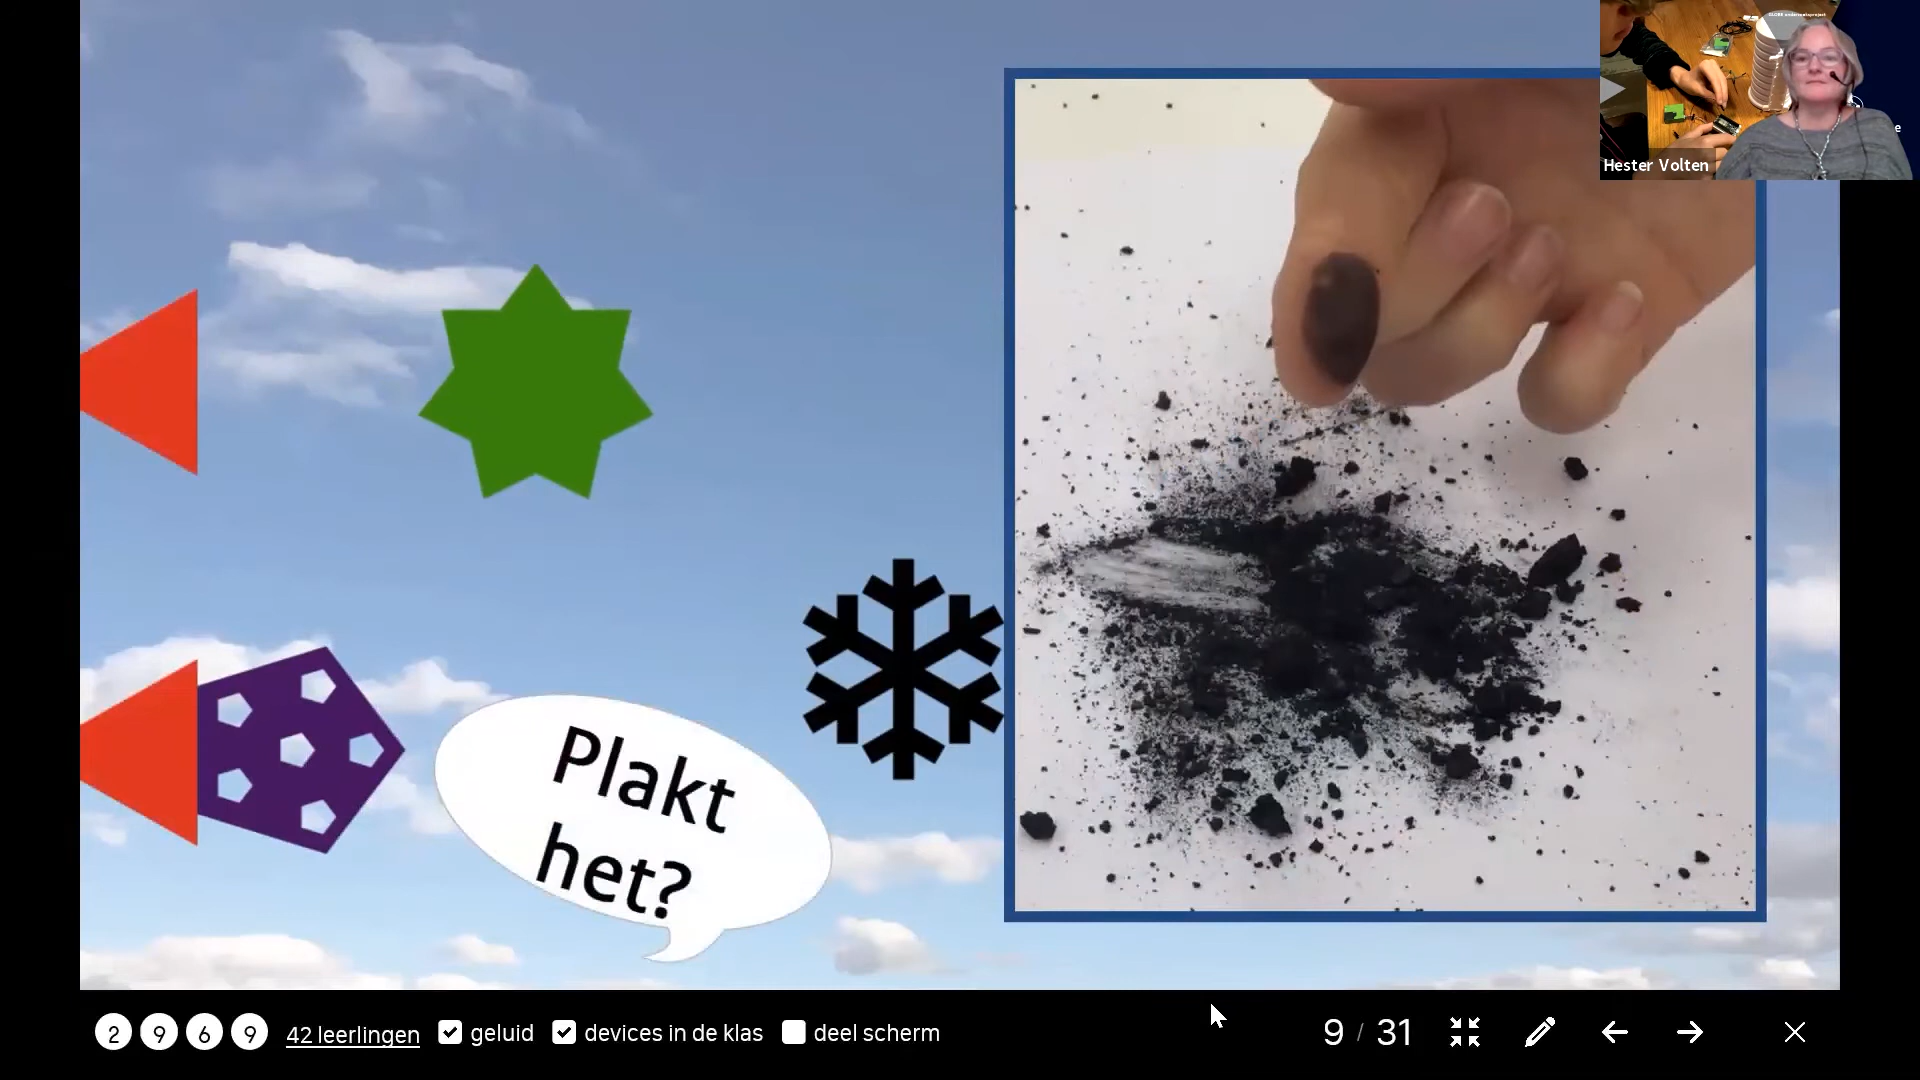 Hester Volten
e
Plakt
het?
2 9 6 9 42 leerlingen geluid devices in de klas deel scherm 9 / 31